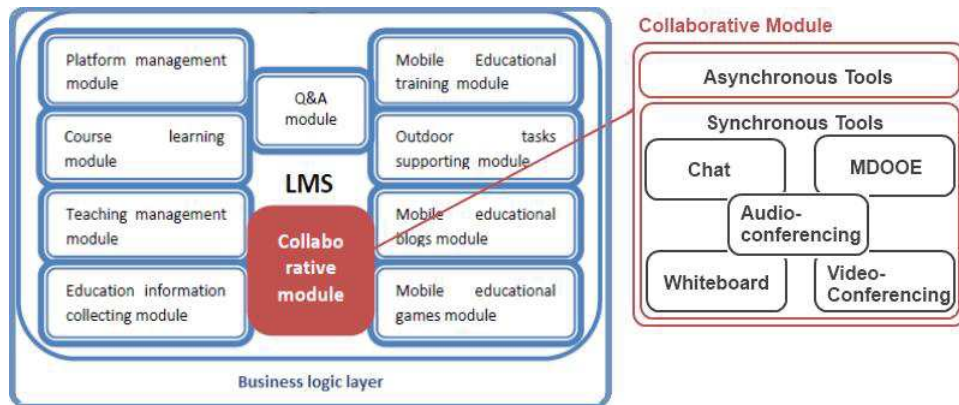 Platform management
module
Course learning
module
Teaching management
module
Education information
collecting module
Q&A
module
LMS
Collabo
rative
module
Mobile Educational
training module
Outdoor tasks
supporting module
Mobile educational
blogs module
Mobile educational
games module
Business logic layer
Collaborative Module
Asynchronous Tools
Synchronous Tools
Chat
MDOOE
Audio-
conferencing
Whiteboard
Video-
Conferencing